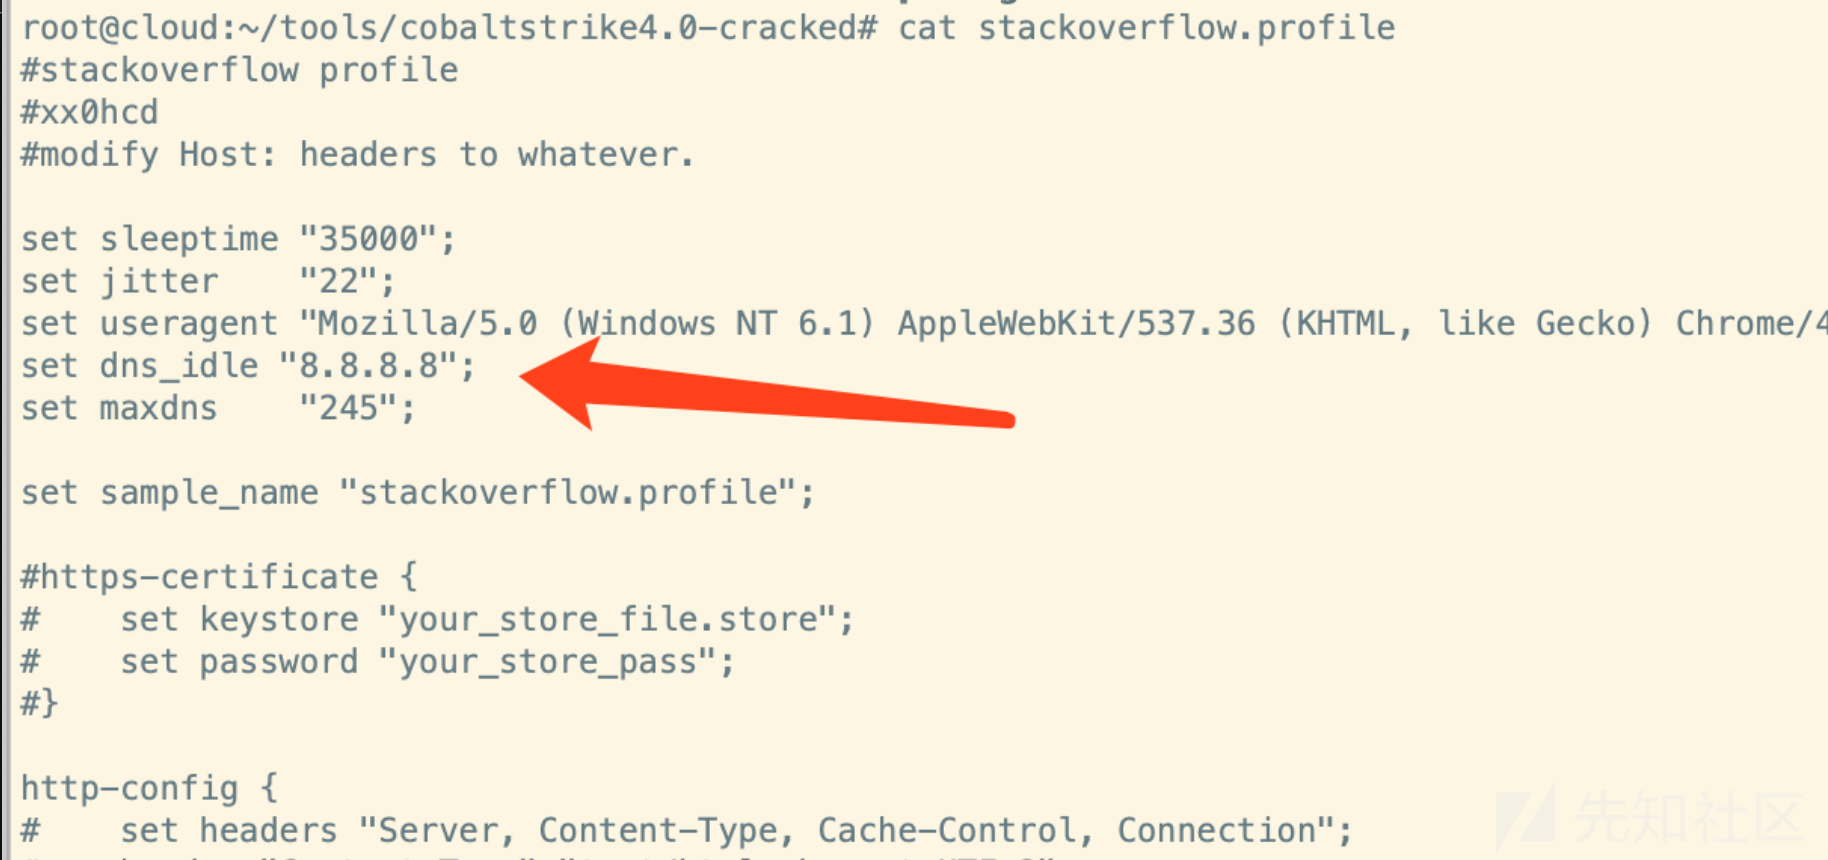 root@cloud:~/tools/cobaltstrike4.0-cracked# cat stackoverflow.profile
#stackoverflow profile
#xx0hcd
#modify Host: headers to whatever.
set sleeptime "35000";
set jitter    "22";
set useragent "Mozilla/5.0 (Windows NT 6.1) AppleWebKit/537.36 (KHTML, like Gecko) Chrome/4
set dns_idle "8.8.8.8";
set maxdns    "245";
set sample_name "stackoverflow.profile";
#https-certificate {
#    set keystore "your_store_file.store";
#    set password "your_store_pass";
#}
http-config {
#    set headers "Server, Content-Type, Cache-Control, Connection";
先知社区